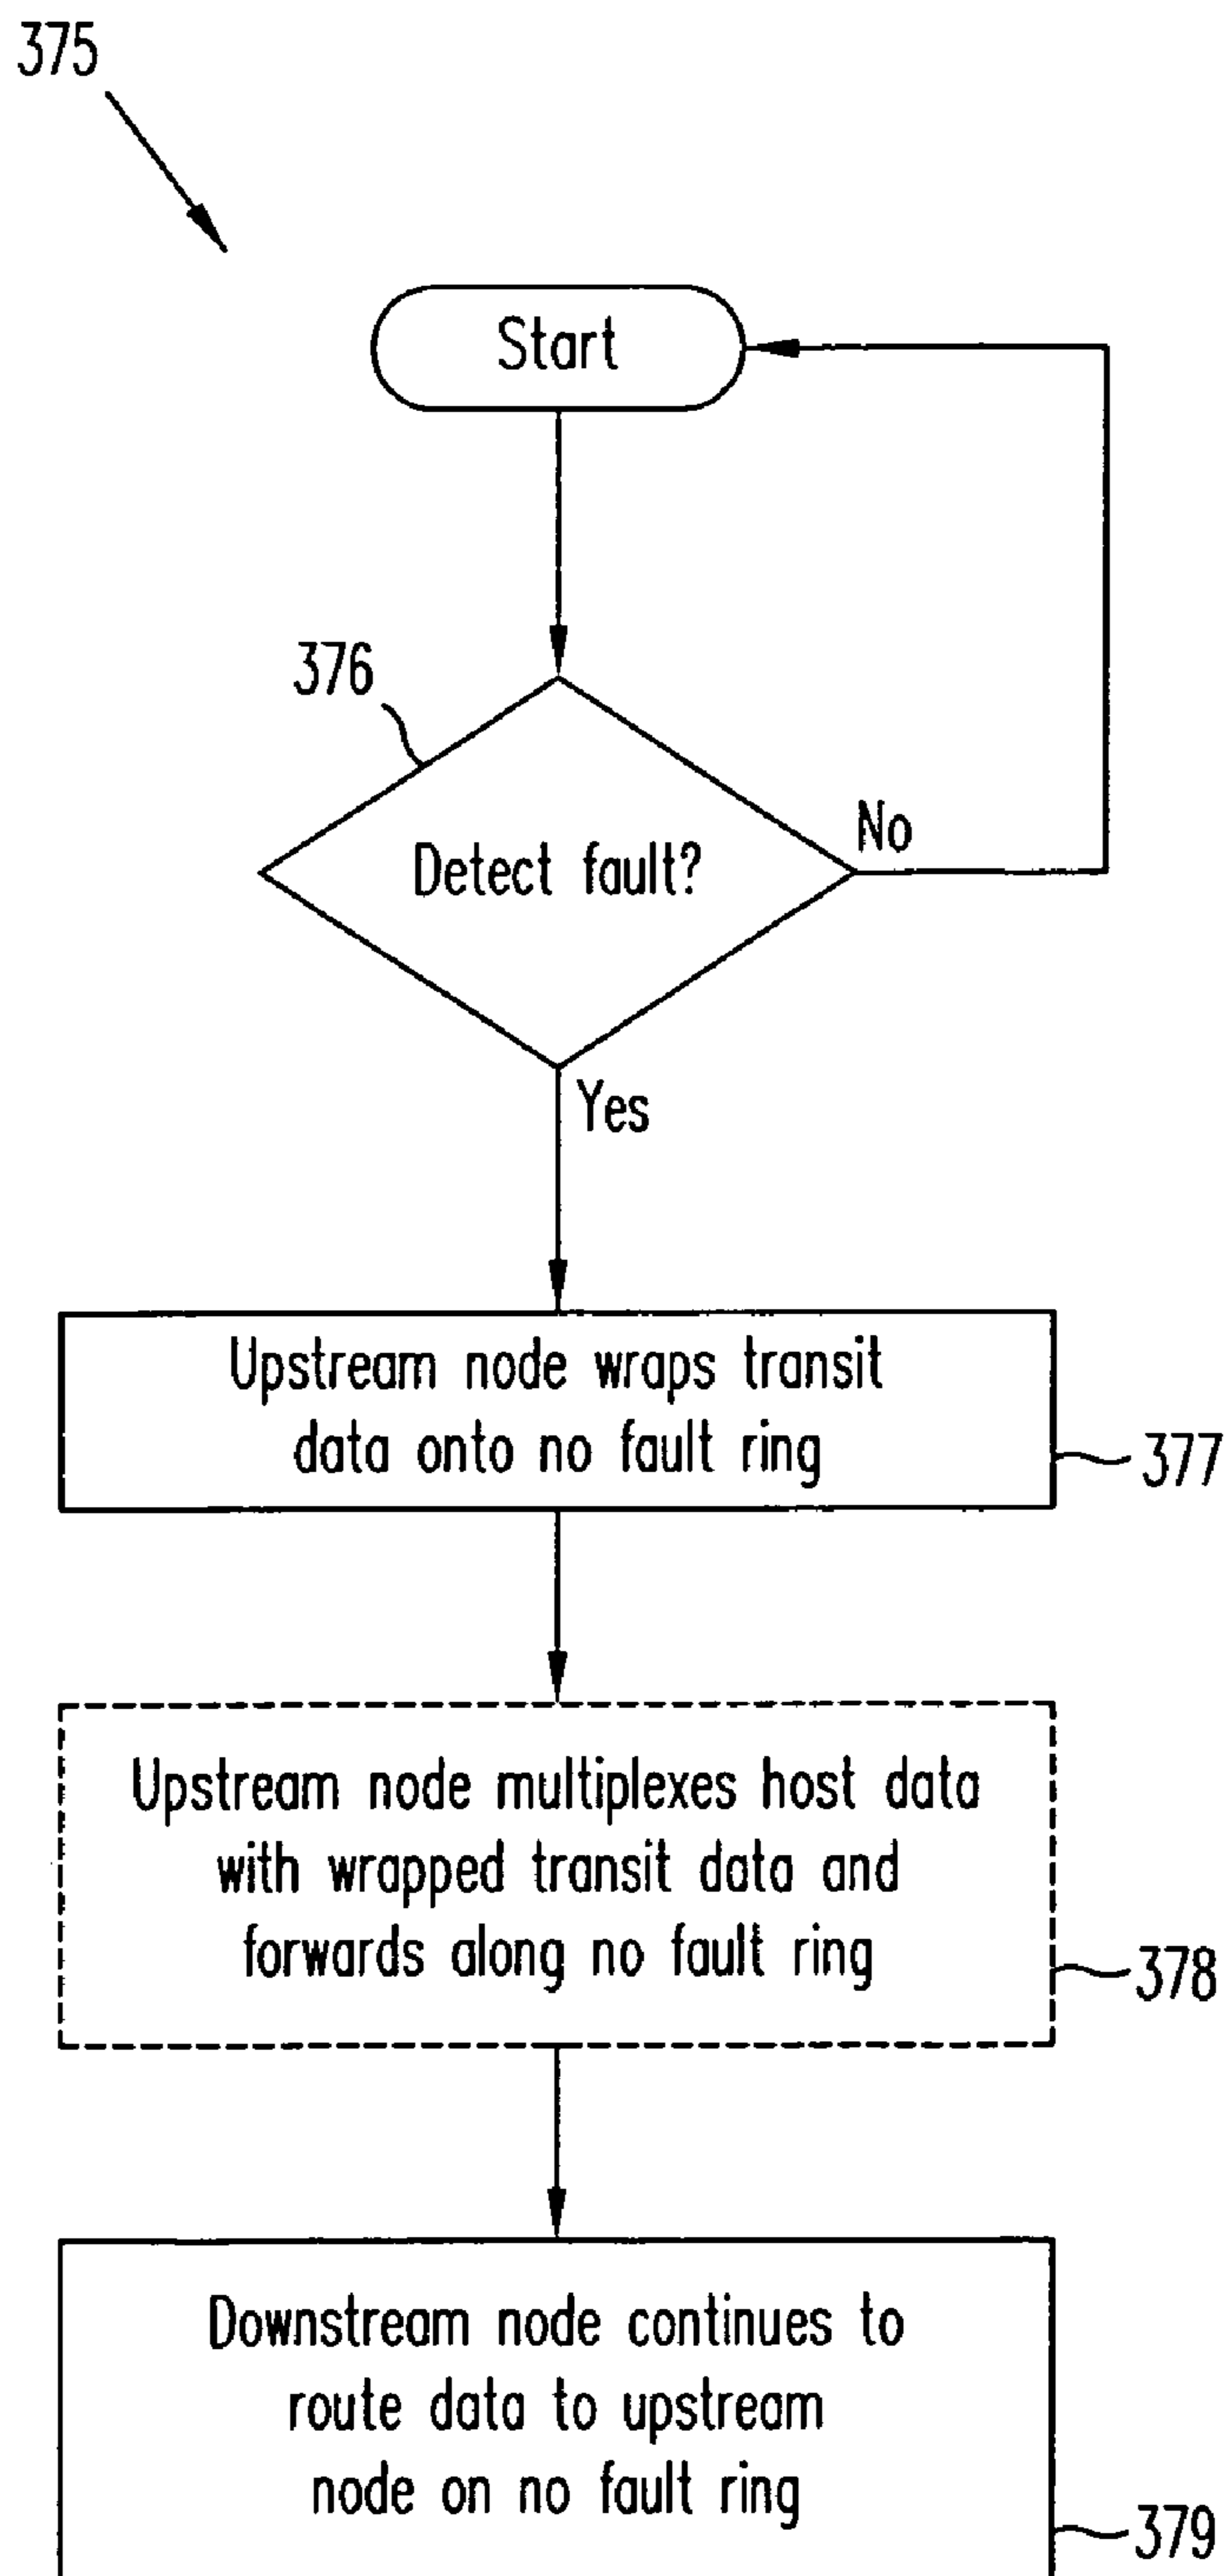 375
Start
376
Detect fault?
No
Yes
Upstream node wraps transit
data onto no fault ring
377
Upstream node multiplexes host data
with wrapped transit data and
forwards along no fault ring
378
Downstream node continues to
route data to upstream
node on no fault ring
379